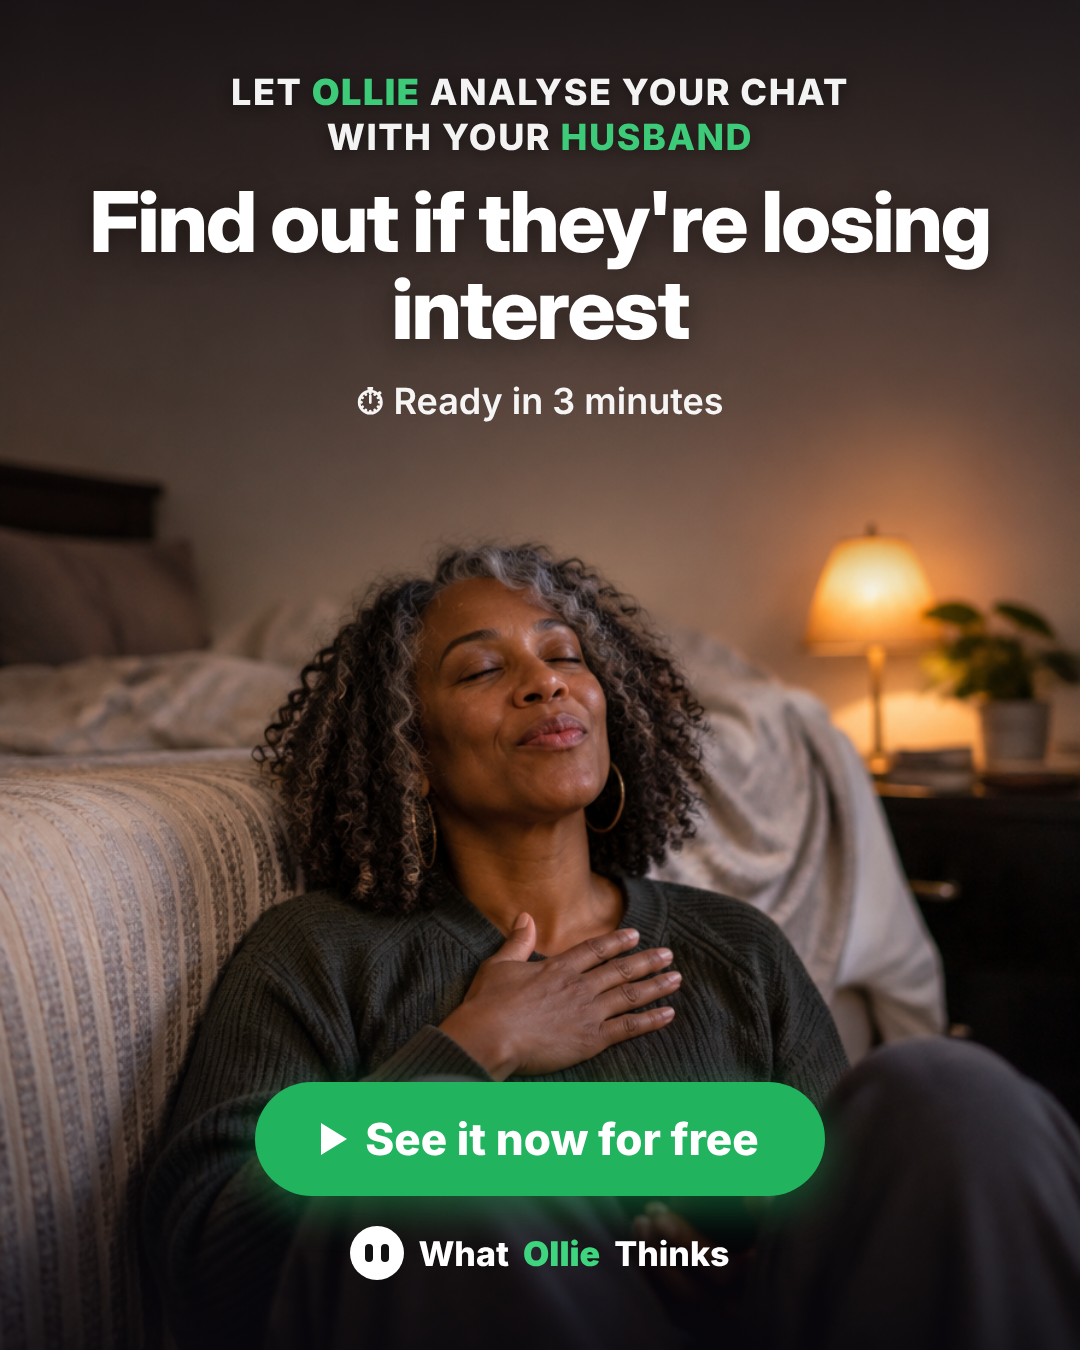 LET OLLIE ANALYSE YOUR CHAT
WITH YOUR HUSBAND
Find out if they're losing
interest
⏱ Ready in 3 minutes
▶ See it now for free
What Ollie Thinks